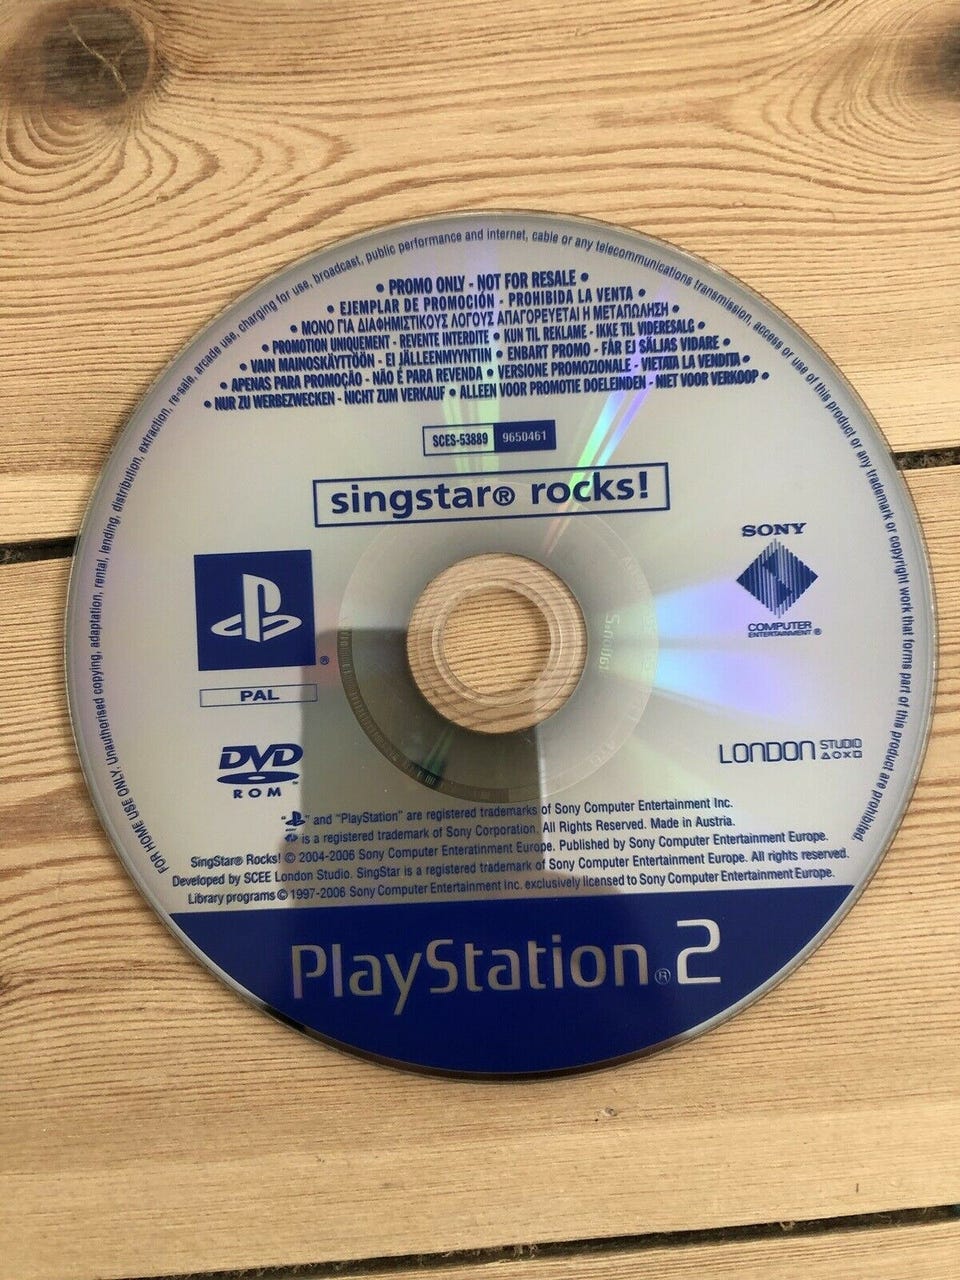 FOR HOME USE ONLY. Unauthorised copying, adaptation, rental, lending, distribution, extraction, re-sale, arcade use, charging for use, broadcast, public performance and internet, cable or any telecommunications transmission, access or use of this product or any trademark or copyright work that forms part of this product are prohibited.
• PROMO ONLY - NOT FOR RESALE •
• EJEMPLAR DE PROMOCIÓN - PROHIBIDA LA VENTA •
• ΜΟΝΟ ΓΙΑ ΔΙΑΦΗΜΙΣΤΙΚΟΥΣ ΛΟΓΟΥΣ ΑΠΑΓΟΡΕΥΕΤΑΙ Η ΜΕΤΑΠΩΛΗΣΗ •
• PROMOTION UNIQUEMENT - REVENTE INTERDITE • KUN TIL REKLAME - IKKE TIL VIDERESALG •
• VAIN MAINOSKÄYTTÖÖN - EI JÄLLEENMYYNTIIN • ENBART PROMO - FÅR EJ SÄLJAS VIDARE •
• APENAS PARA PROMOÇÃO - NÃO É PARA REVENDA • VERSIONE PROMOZIONALE - VIETATA LA VENDITA •
• NUR ZU WERBEZWECKEN - NICHT ZUM VERKAUF • ALLEEN VOOR PROMOTIE DOELEINDEN - NIET VOOR VERKOOP •
SCES-53889 9650461
singstar® rocks!
SONY
COMPUTER
ENTERTAINMENT®
®
PAL
LONDON STUDIO
DVD™
ROM
" " and "PlayStation" are registered trademarks of Sony Computer Entertainment Inc.
is a registered trademark of Sony Corporation. All Rights Reserved. Made in Austria.
SingStar® Rocks! © 2004-2006 Sony Computer Enteratinment Europe. Published by Sony Computer Entertainment Europe.
Developed by SCEE London Studio. SingStar is a registered trademark of Sony Computer Entertainment Europe. All rights reserved.
Library programs © 1997-2006 Sony Computer Entertainment Inc. exclusively licensed to Sony Computer Entertainment Europe.
PlayStation®2